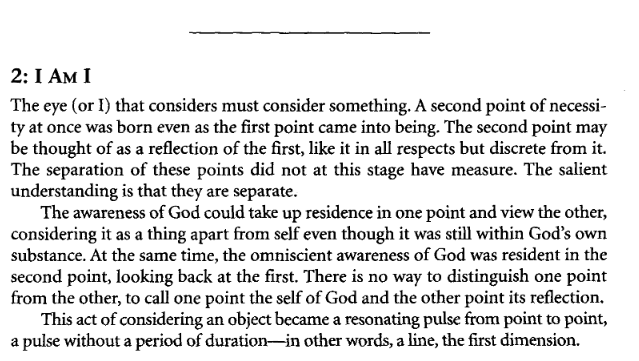 2: I AM I
The eye (or I) that considers must consider something. A second point of necessi-
ty at once was born even as the first point came into being. The second point may
be thought of as a reflection of the first, like it in all respects but discrete from it.
The separation of these points did not at this stage have measure. The salient
understanding is that they are separate.
The awareness of God could take up residence in one point and view the other,
considering it as a thing apart from self even though it was still within God's own
substance. At the same time, the omniscient awareness of God was resident in the
second point, looking back at the first. There is no way to distinguish one point
from the other, to call one point the self of God and the other point its reflection.
This act of considering an object became a resonating pulse from point to point,
a pulse without a period of duration—in other words, a line, the first dimension.